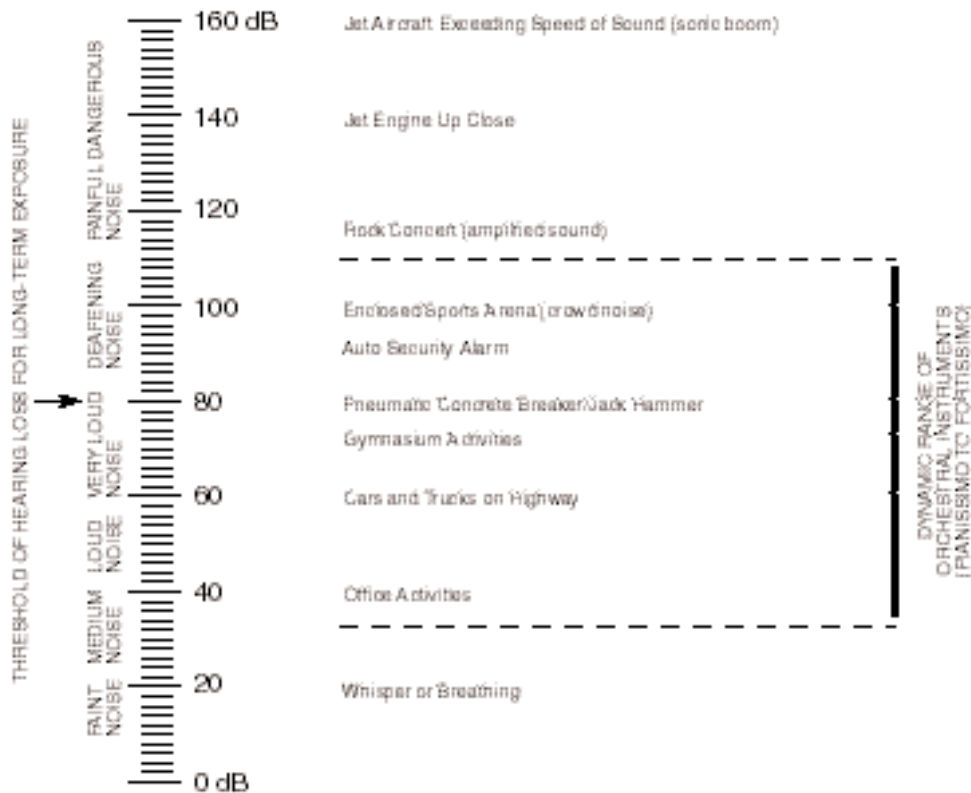 160 dB
Jet Aircraft Exceeding Speed of Sound (sonic boom)
140
Jet Engine Up Close
120
Rock Concert (amplified sound)
100
Enclosed Sports Arena (crowd noise)
Auto Security Alarm
80
Pneumatic Concrete Breaker/Jack Hammer
Gymnasium Activities
60
Cars and Trucks on Highway
40
Office Activities
20
Whisper or Breathing
0 dB
THRESHOLD OF HEARING LOSS FOR LONG-TERM EXPOSURE
PAINFUL DANGEROUS
NOISE
DEAFENING
NOISE
VERY LOUD
NOISE
LOUD
NOISE
MEDIUM
NOISE
FAINT
NOISE
DYNAMIC RANGE OF
ORCHESTRAL INSTRUMENTS
(PIANISSIMO TO FORTISSIMO)